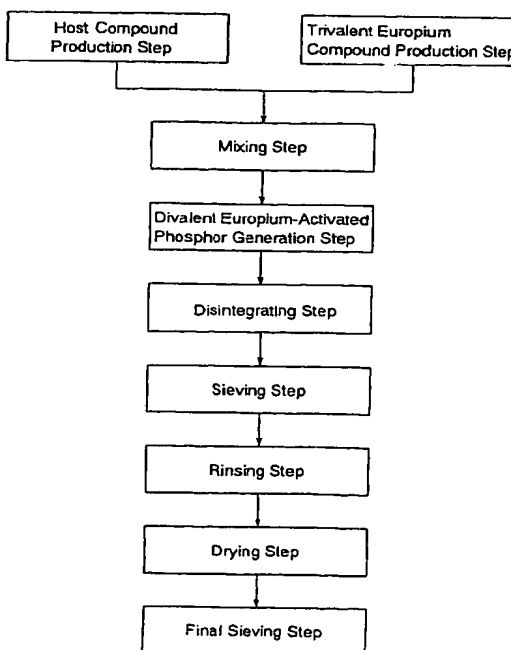 Host Compound
Production Step
Trivalent Europium
Compound Production Step
Mixing Step
Divalent Europium-Activated
Phosphor Generation Step
Disintegrating Step
Sieving Step
Rinsing Step
Drying Step
Final Sieving Step